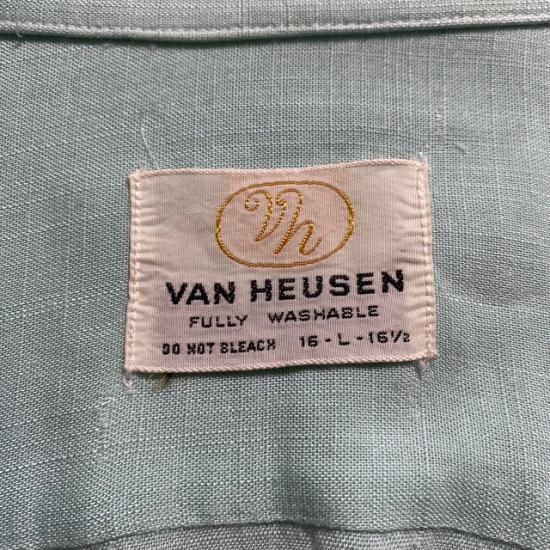 Vh
VAN HEUSEN
FULLY WASHABLE
DO NOT BLEACH 16 - L - 16½